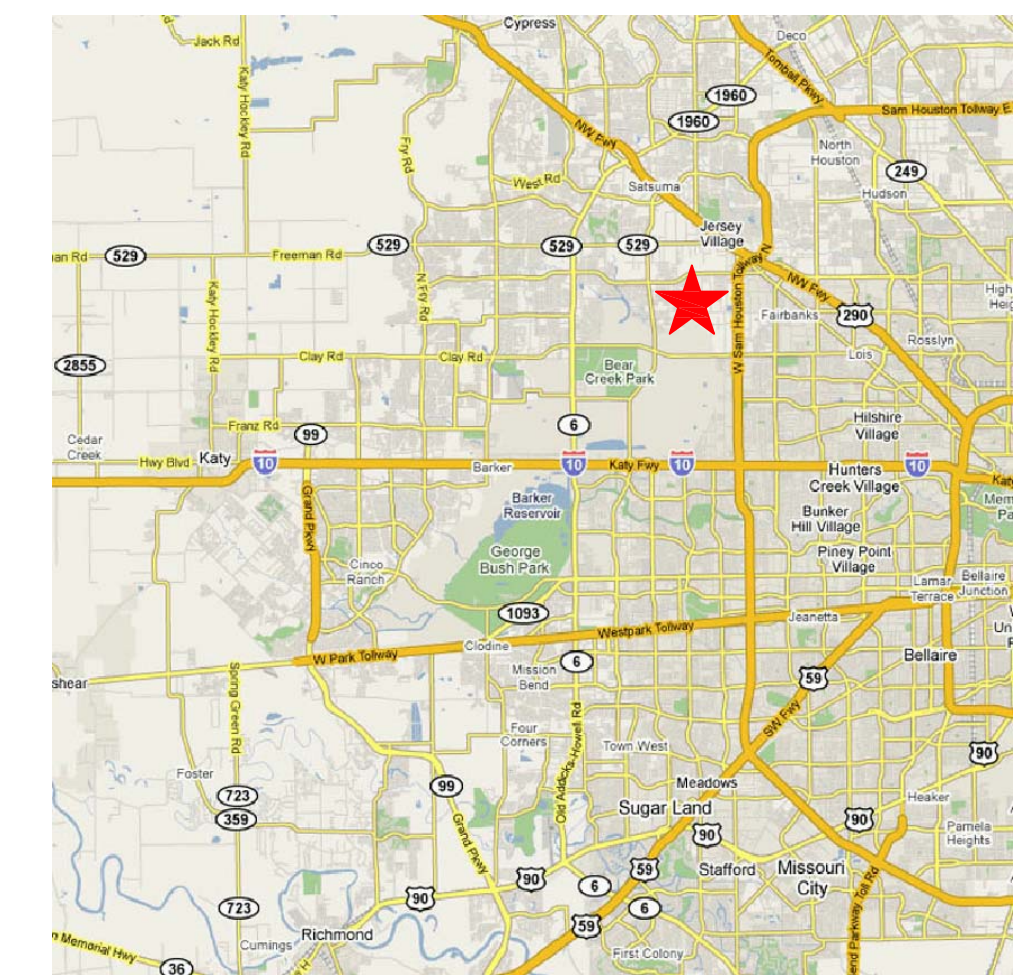 Cypress
Deco
Jack Rd
Katy Hockley Rd
Tomball Pkwy
1960
Sam Houston Tollway E
1960
NW Fwy
Fry Rd
North
Houston
249
West Rd
Satsuma
Hudson
Jersey
Village
529
529
529
529
Freeman Rd
W Sam Houston Tollway N
NW Fwy
Katy Hockley Rd
N Fry Rd
290
Fairbanks
Rosslyn
Lois
2855
Clay Rd
Clay Rd
Bear
Creek Park
Hilshire
Village
6
Franz Rd
99
Cedar
Creek
Hwy Blvd
Katy
10
Barker
10
Katy Fwy
10
Hunters
Creek Village
10
Barker
Reservoir
Grand Pkwy
Bunker
Hill Village
George
Bush Park
Piney Point
Village
Cinco
Ranch
Lamar
Terrace
Bellaire
Junction
1093
Jeanetta
Westpark Tollway
Clodine
W Park Tollway
6
Bellaire
Mission
Bend
59
shear
Spring Green Rd
SW Fwy
Four
Corners
Town West
90
Old Addicks-Howell Rd
Foster
Meadows
99
723
Sugar Land
Heaker
359
90
90
Pamela
Heights
Grand Pkwy
Stafford
Missouri
City
59
90
6
90
723
6
59
Richmond
Cumings
First Colony
end Parkway Toll Rd
n Memorial Hwy
36